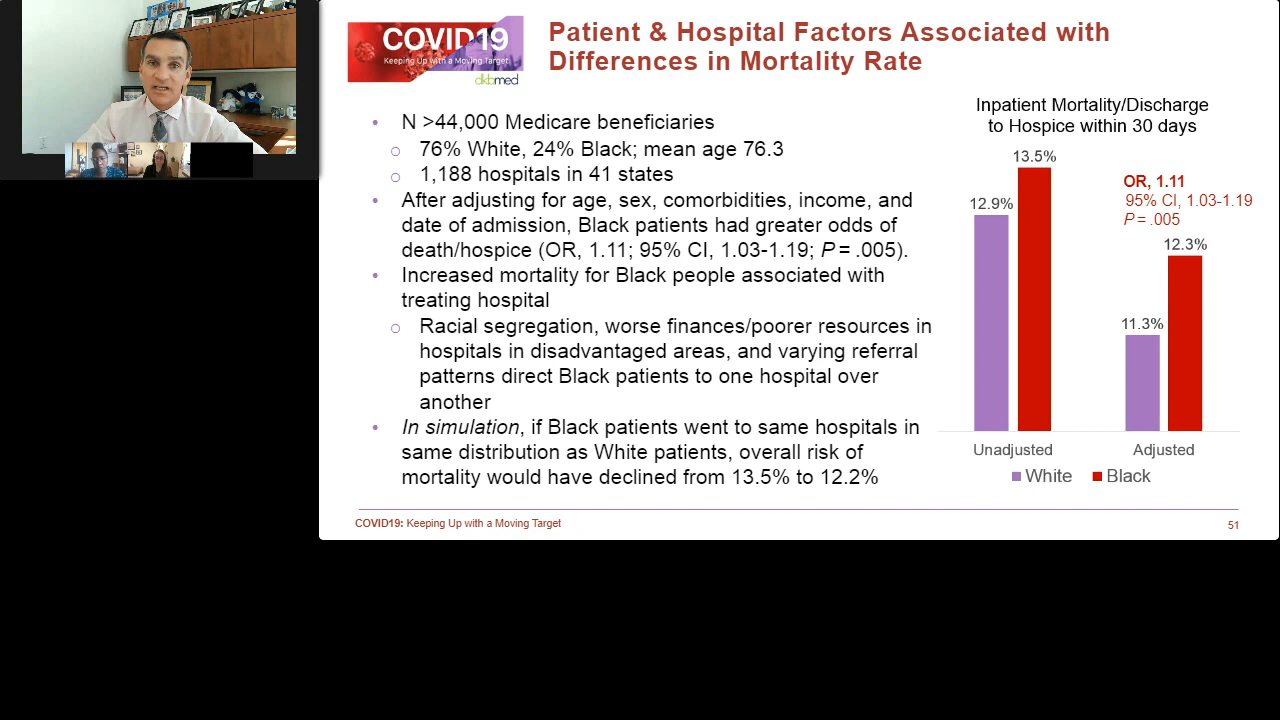 COVID19
Keeping Up with a Moving Target
dkbmed
Patient & Hospital Factors Associated with
Differences in Mortality Rate
• N >44,000 Medicare beneficiaries
○ 76% White, 24% Black; mean age 76.3
○ 1,188 hospitals in 41 states
• After adjusting for age, sex, comorbidities, income, and
date of admission, Black patients had greater odds of
death/hospice (OR, 1.11; 95% CI, 1.03-1.19; P = .005).
• Increased mortality for Black people associated with
treating hospital
○ Racial segregation, worse finances/poorer resources in
hospitals in disadvantaged areas, and varying referral
patterns direct Black patients to one hospital over
another
• In simulation, if Black patients went to same hospitals in
same distribution as White patients, overall risk of
mortality would have declined from 13.5% to 12.2%
Inpatient Mortality/Discharge
to Hospice within 30 days
13.5%
12.9%
OR, 1.11
95% CI, 1.03-1.19
P = .005
12.3%
11.3%
Unadjusted Adjusted
White Black
COVID19: Keeping Up with a Moving Target
51